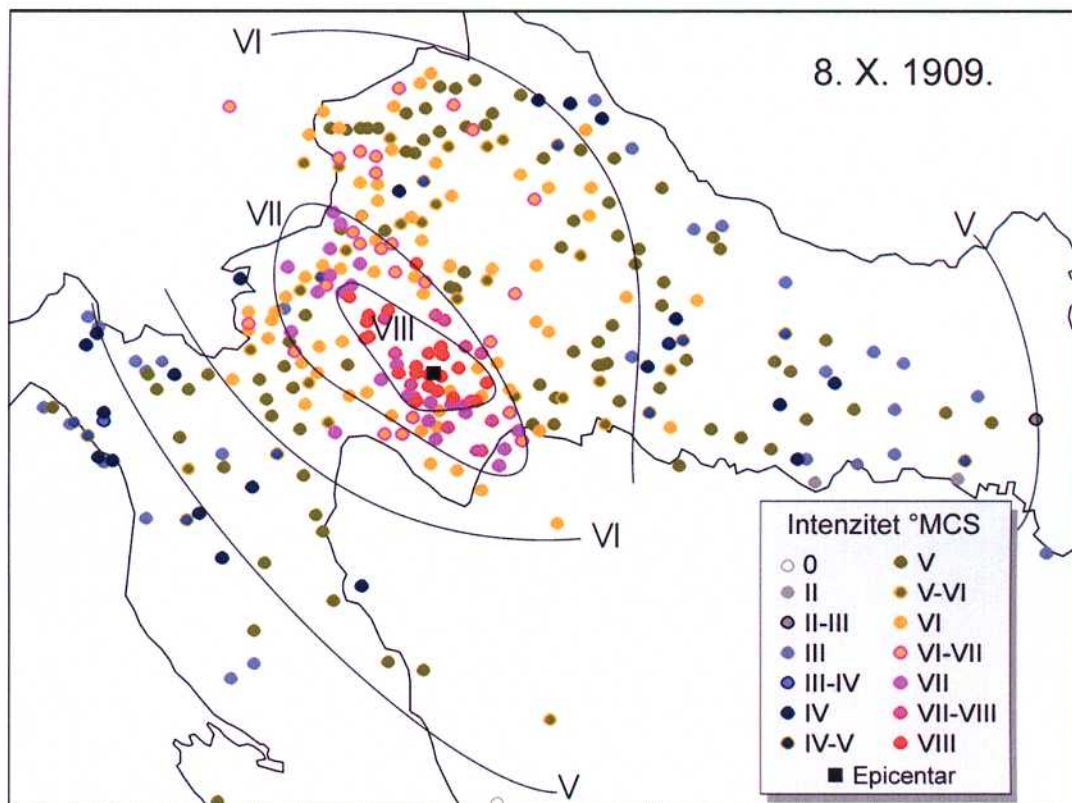 VI
8. X. 1909.
VII
V
VIII
VI
V
Intenzitet °MCS
0
II
II-III
III
III-IV
IV
IV-V
V
V-VI
VI
VI-VII
VII
VII-VIII
VIII
Epicentar